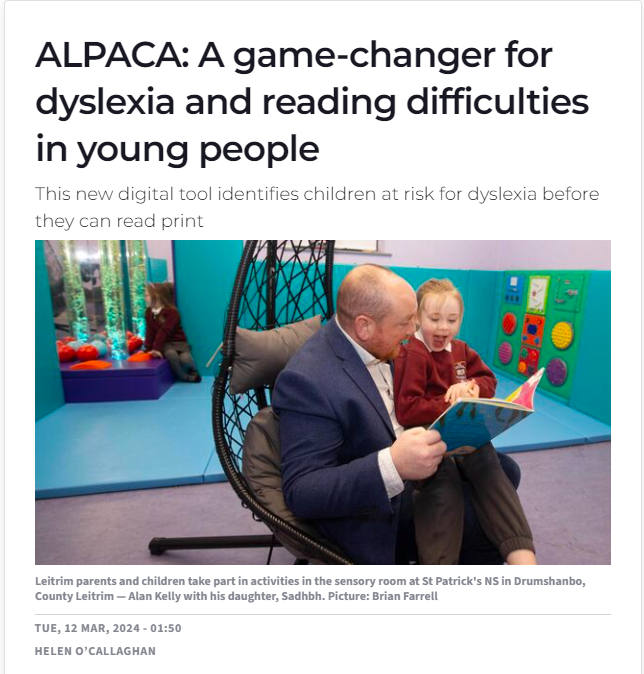 ALPACA: A game-changer for
dyslexia and reading difficulties
in young people
This new digital tool identifies children at risk for dyslexia before
they can read print
Leitrim parents and children take part in activities in the sensory room at St Patrick's NS in Drumshanbo,
County Leitrim — Alan Kelly with his daughter, Sadhbh. Picture: Brian Farrell
TUE, 12 MAR, 2024 - 01:50
HELEN O'CALLAGHAN